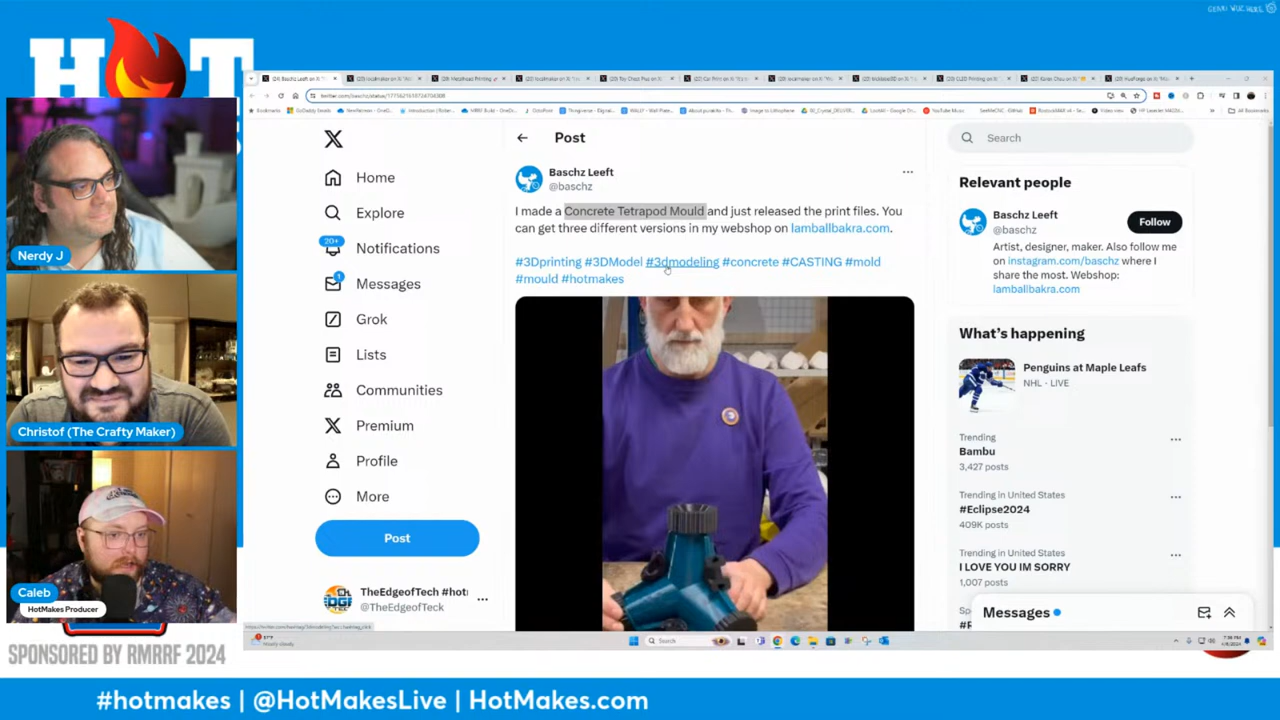 H T
Nerdy J
Christof (The Crafty Maker)
Caleb
HotMakes Producer
SPONSORED BY RMRRF 2024
#hotmakes | @HotMakesLive | HotMakes.com
Home
Explore
20+
Notifications
1
Messages
Grok
Lists
Communities
Premium
Profile
More
Post
TheEdgeofTech #hot
@TheEdgeofTech
Post
Baschz Leeft
@baschz
I made a Concrete Tetrapod Mould and just released the print files. You
can get three different versions in my webshop on lamballbakra.com.
#3Dprinting #3DModel #3dmodeling #concrete #CASTING #mold
#mould #hotmakes
Search
Relevant people
Baschz Leeft
@baschz
Follow
Artist, designer, maker. Also follow me
on instagram.com/baschz where I
share the most. Webshop:
lamballbakra.com
What's happening
Penguins at Maple Leafs
NHL · LIVE
Trending
Bambu
3,427 posts
Trending in United States
#Eclipse2024
409K posts
Trending in United States
I LOVE YOU IM SORRY
1,007 posts
Messages
Search